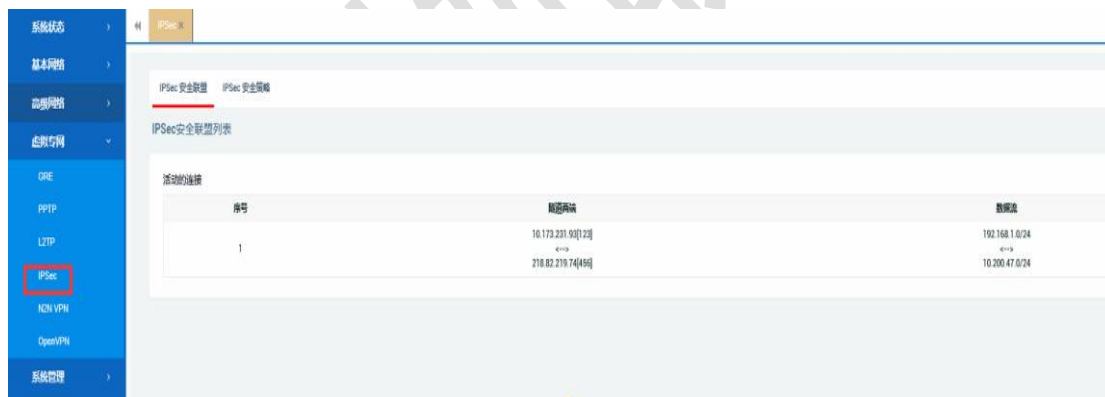 系统状态
基本网络
高级网络
虚拟专网
GRE
PPTP
L2TP
IPSec
N2N VPN
OpenVPN
系统管理
IPSec
IPSec 安全联盟 IPSec 安全策略
IPSec安全联盟列表
活动的连接
序号 隧道两端 数据流
1
10.173.231.93[123]
<-->
218.82.219.74[456]
192.168.1.0/24
<-->
10.200.47.0/24